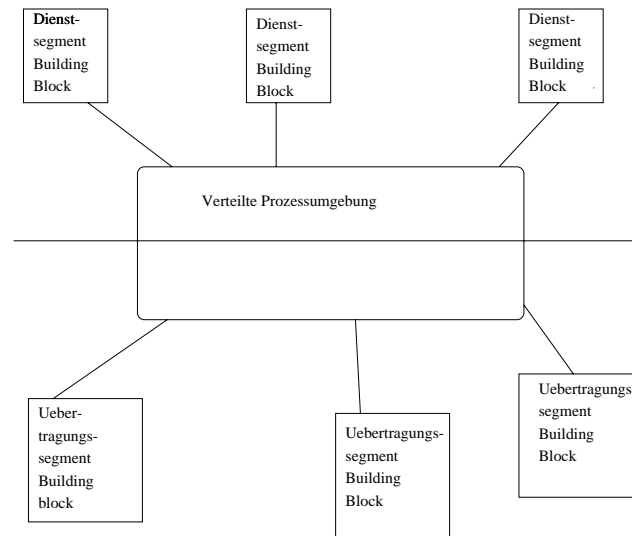 Dienst-
segment
Building
Block
Dienst-
segment
Building
Block
Dienst-
segment
Building
Block
Verteilte Prozessumgebung
Ueber-
tragungs-
segment
Building
block
Uebertragungs-
segment
Building
Block
Uebertragungs
segment
Building
Block